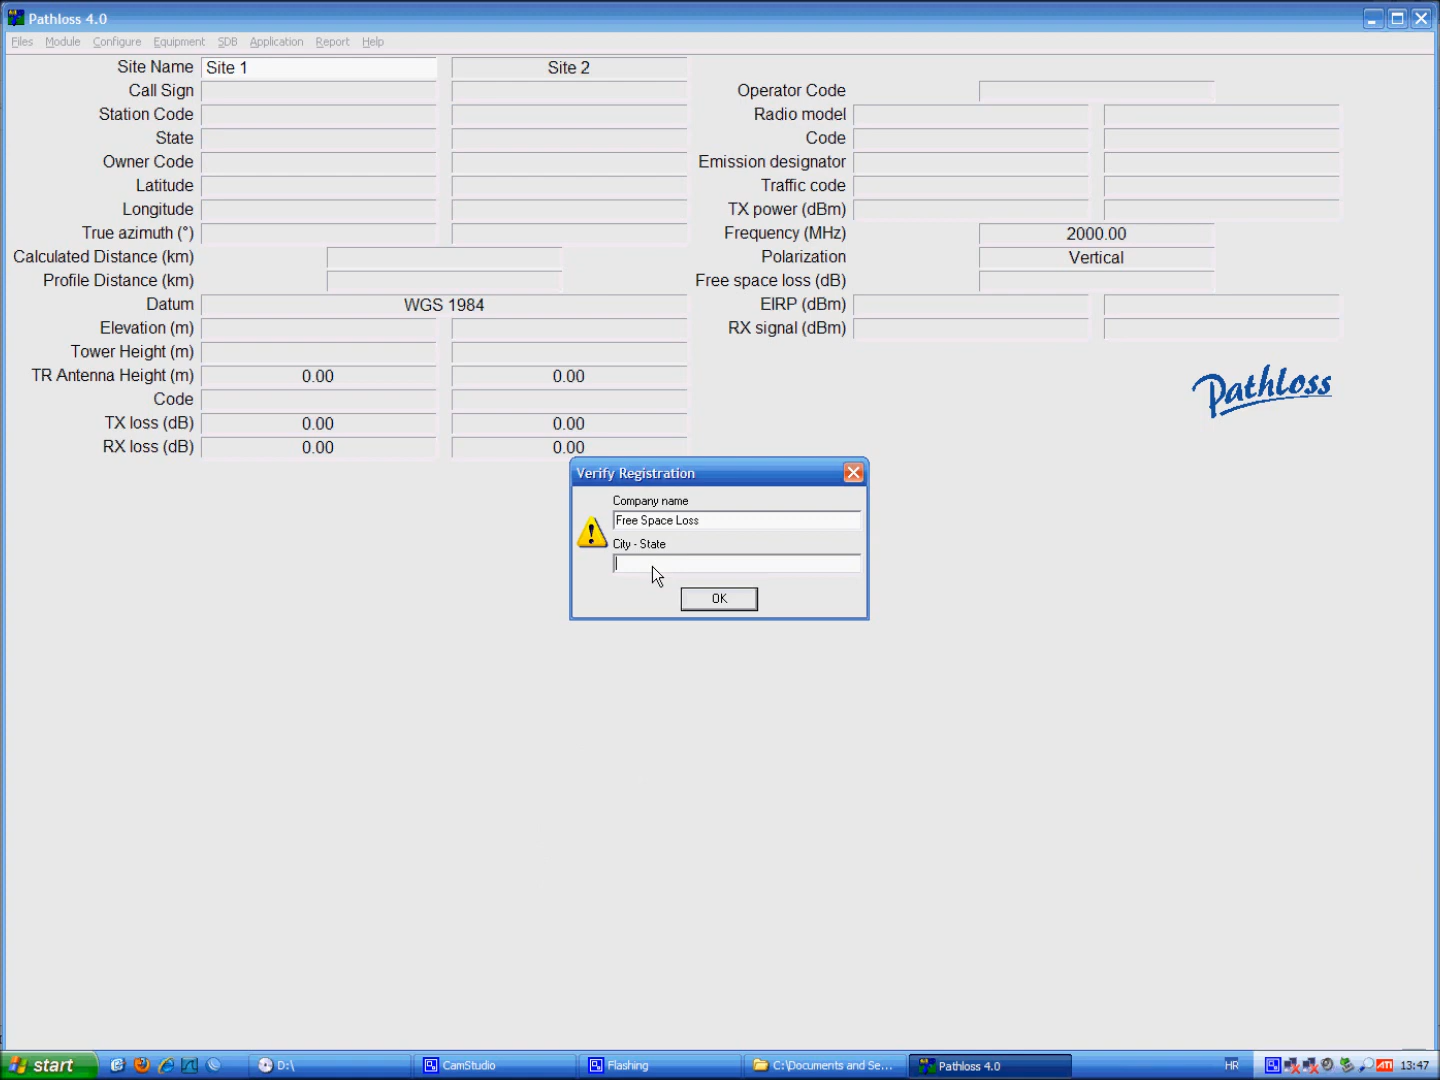 Pathloss 4.0
Files Module Configure Equipment SDB Application Report Help
Site Name Site 1 Site 2
Call Sign
Station Code
State
Owner Code
Latitude
Longitude
True azimuth (°)
Calculated Distance (km)
Profile Distance (km)
Datum WGS 1984
Elevation (m)
Tower Height (m)
TR Antenna Height (m) 0.00 0.00
Code
TX loss (dB) 0.00 0.00
RX loss (dB) 0.00 0.00
Operator Code
Radio model
Code
Emission designator
Traffic code
TX power (dBm)
Frequency (MHz) 2000.00
Polarization Vertical
Free space loss (dB)
EIRP (dBm)
RX signal (dBm)
Pathloss
Verify Registration
Company name
Free Space Loss
City - State
OK
start D:\ CamStudio Flashing C:\Documents and Se... Pathloss 4.0 HR ATI 13:47